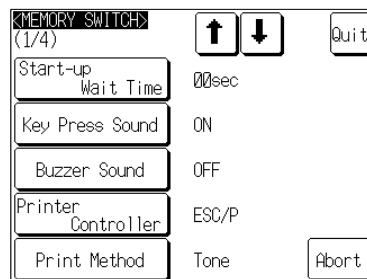 <MEMORY SWITCH>
(1/4)
Quit
Start-up
Wait Time
00sec
Key Press Sound
ON
Buzzer Sound
OFF
Printer
Controller
ESC/P
Print Method
Tone
Abort